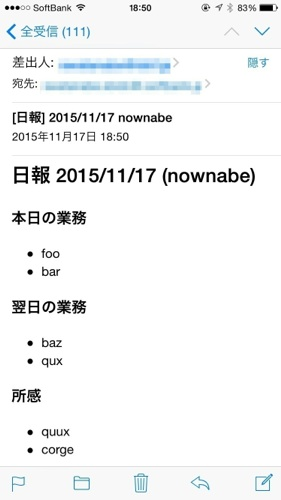 SoftBank 18:50 83%
全受信 (111)
差出人: 隠す
宛先:
[日報] 2015/11/17 nownabe
2015年11月17日 18:50
日報 2015/11/17 (nownabe)
本日の業務
• foo
• bar
翌日の業務
• baz
• qux
所感
• quux
• corge